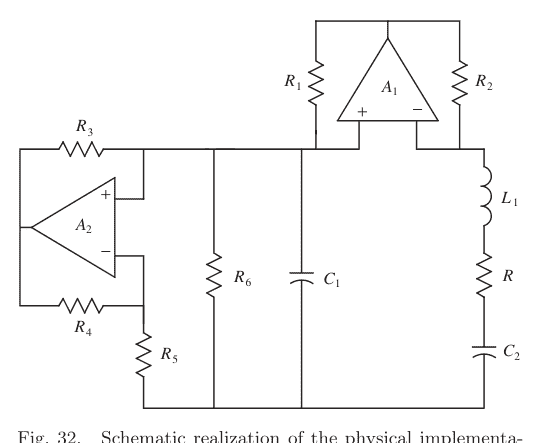 R1
A1
R2
+
−
R3
+
A2
−
L1
R6
C1
R
R4
R5
C2
Fig. 32. Schematic realization of the physical implementa-